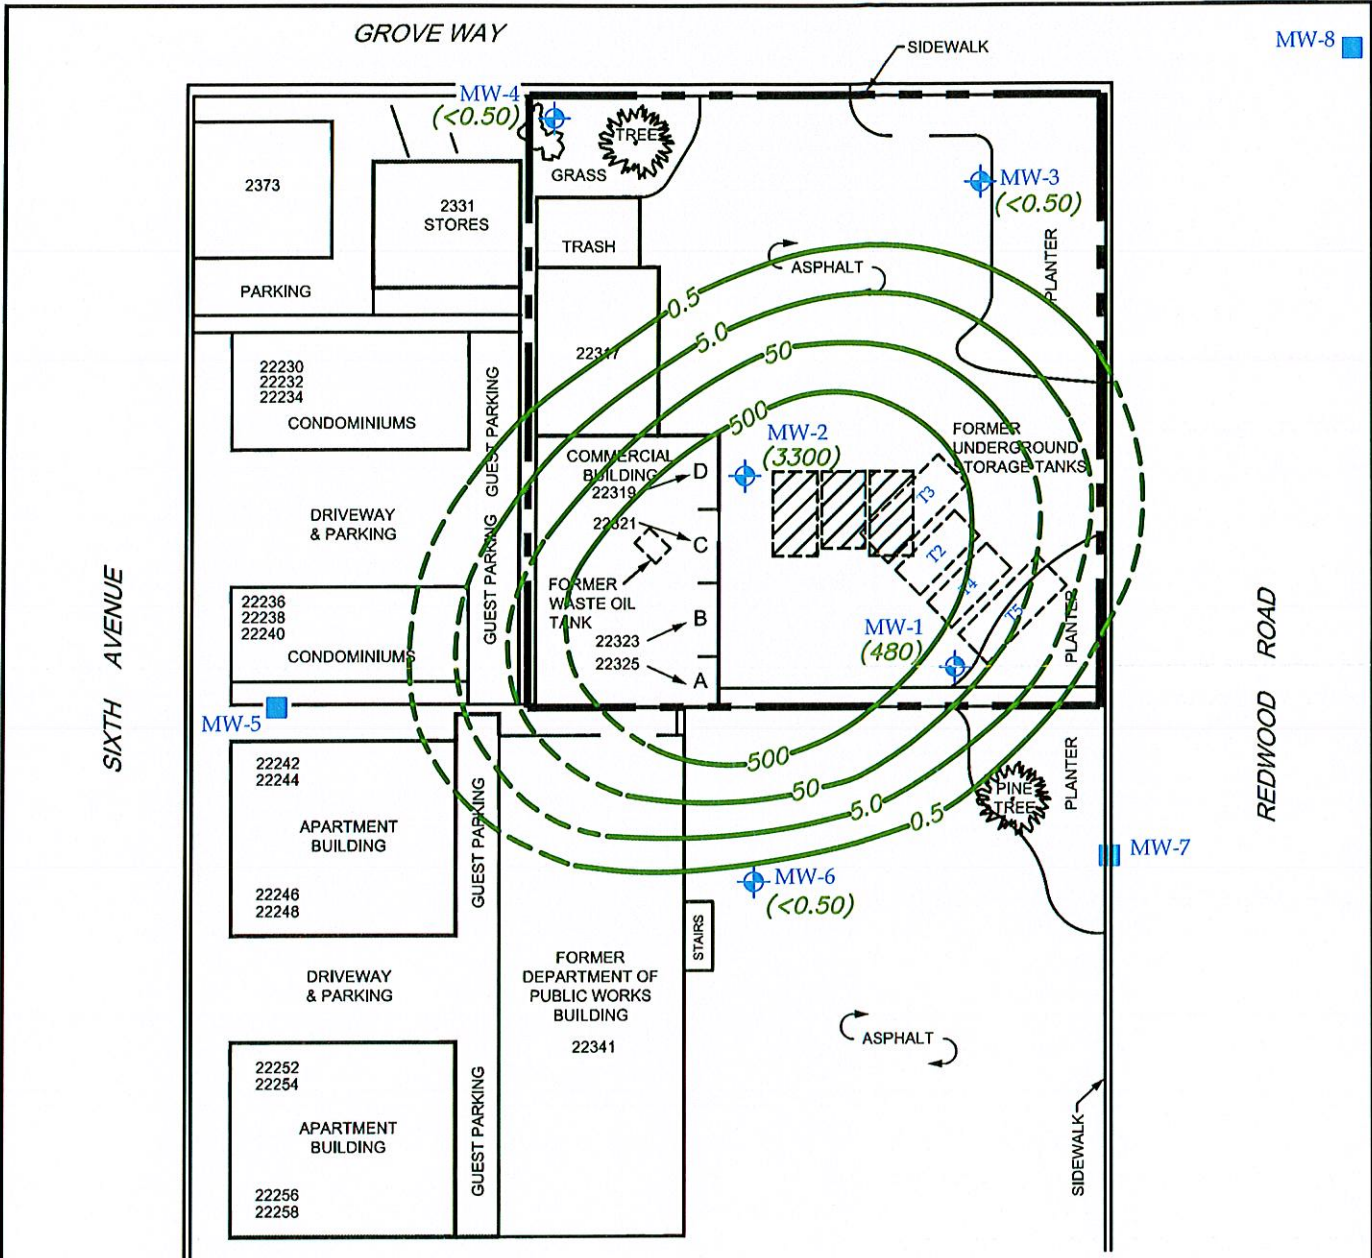 GROVE WAY
SIDEWALK
MW-8
MW-4
(<0.50)
TREE
GRASS
MW-3
(<0.50)
2373
2331
STORES
TRASH
PLANTER
PARKING
ASPHALT
0.5
5.0
50
500
22317
22230
22232
22234
CONDOMINIUMS
GUEST PARKING
MW-2
(3300)
FORMER
UNDERGROUND
STORAGE TANKS
COMMERCIAL
BUILDING
22319
D
22321
C
T3
T2
T4
T5
DRIVEWAY
& PARKING
GUEST PARKING
FORMER
WASTE OIL
TANK
22323
B
22325
A
MW-1
(480)
PLANTER
22236
22238
22240
CONDOMINIUMS
SIXTH AVENUE
REDWOOD ROAD
MW-5
22242
22244
APARTMENT
BUILDING
22246
22248
GUEST PARKING
500
50
5.0
0.5
PINE
TREE
PLANTER
MW-7
MW-6
(<0.50)
STAIRS
DRIVEWAY
& PARKING
FORMER
DEPARTMENT OF
PUBLIC WORKS
BUILDING
22341
ASPHALT
22252
22254
APARTMENT
BUILDING
22256
22258
GUEST PARKING
SIDEWALK